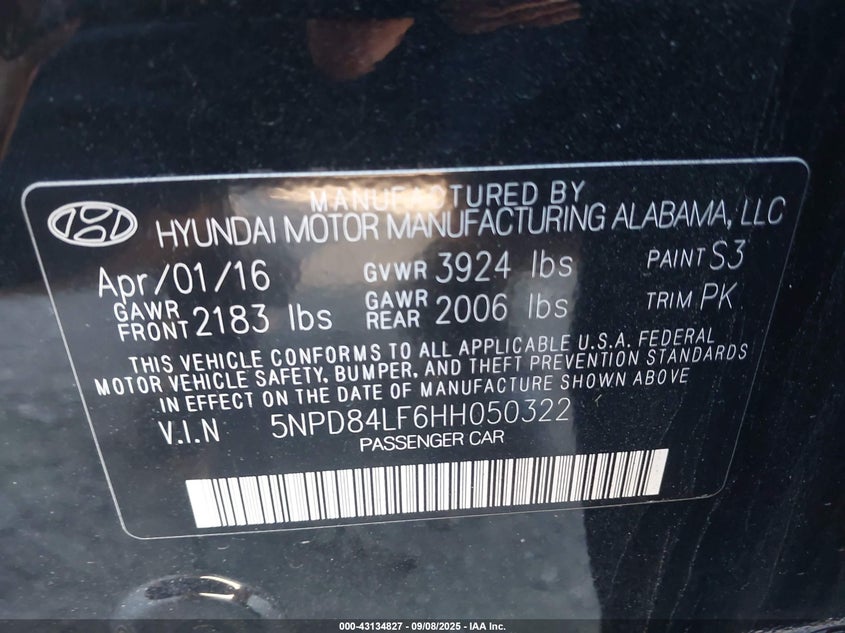 MANUFACTURED BY
HYUNDAI MOTOR MANUFACTURING ALABAMA, LLC
Apr/01/16 GVWR 3924 lbs PAINT S3
GAWR FRONT 2183 lbs GAWR REAR 2006 lbs TRIM PK
THIS VEHICLE CONFORMS TO ALL APPLICABLE U.S.A. FEDERAL
MOTOR VEHICLE SAFETY, BUMPER, AND THEFT PREVENTION STANDARDS
IN EFFECT ON THE DATE OF MANUFACTURE SHOWN ABOVE
V.I.N 5NPD84LF6HH050322
PASSENGER CAR
000-43134827 - 09/08/2025 - IAA Inc.